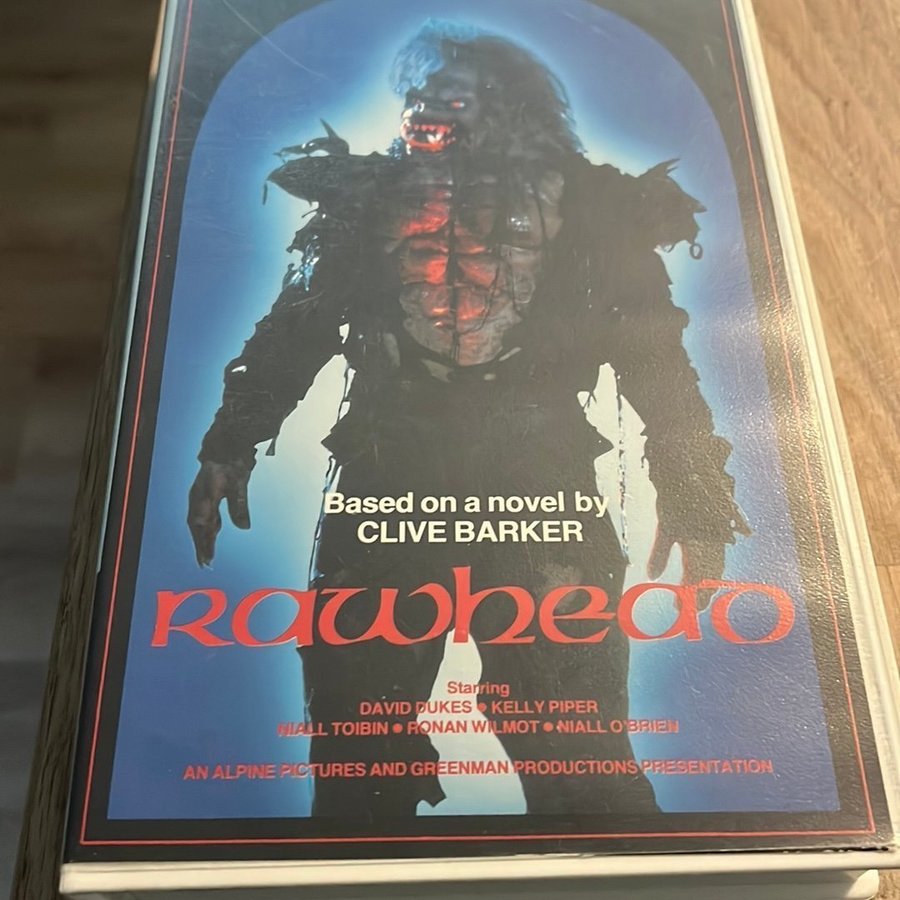 Based on a novel by
CLIVE BARKER
RAWHEAD
Starring
DAVID DUKES • KELLY PIPER
NIALL TOIBIN • RONAN WILMOT • NIALL O'BRIEN
AN ALPINE PICTURES AND GREENMAN PRODUCTIONS PRESENTATION